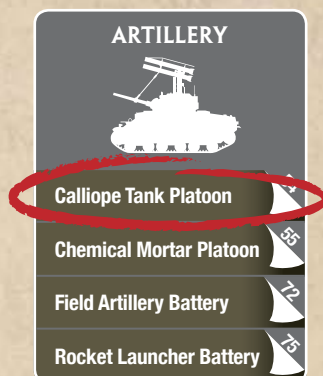 ARTILLERY
Calliope Tank Platoon
Chemical Mortar Platoon 55
Field Artillery Battery 72
Rocket Launcher Battery 75